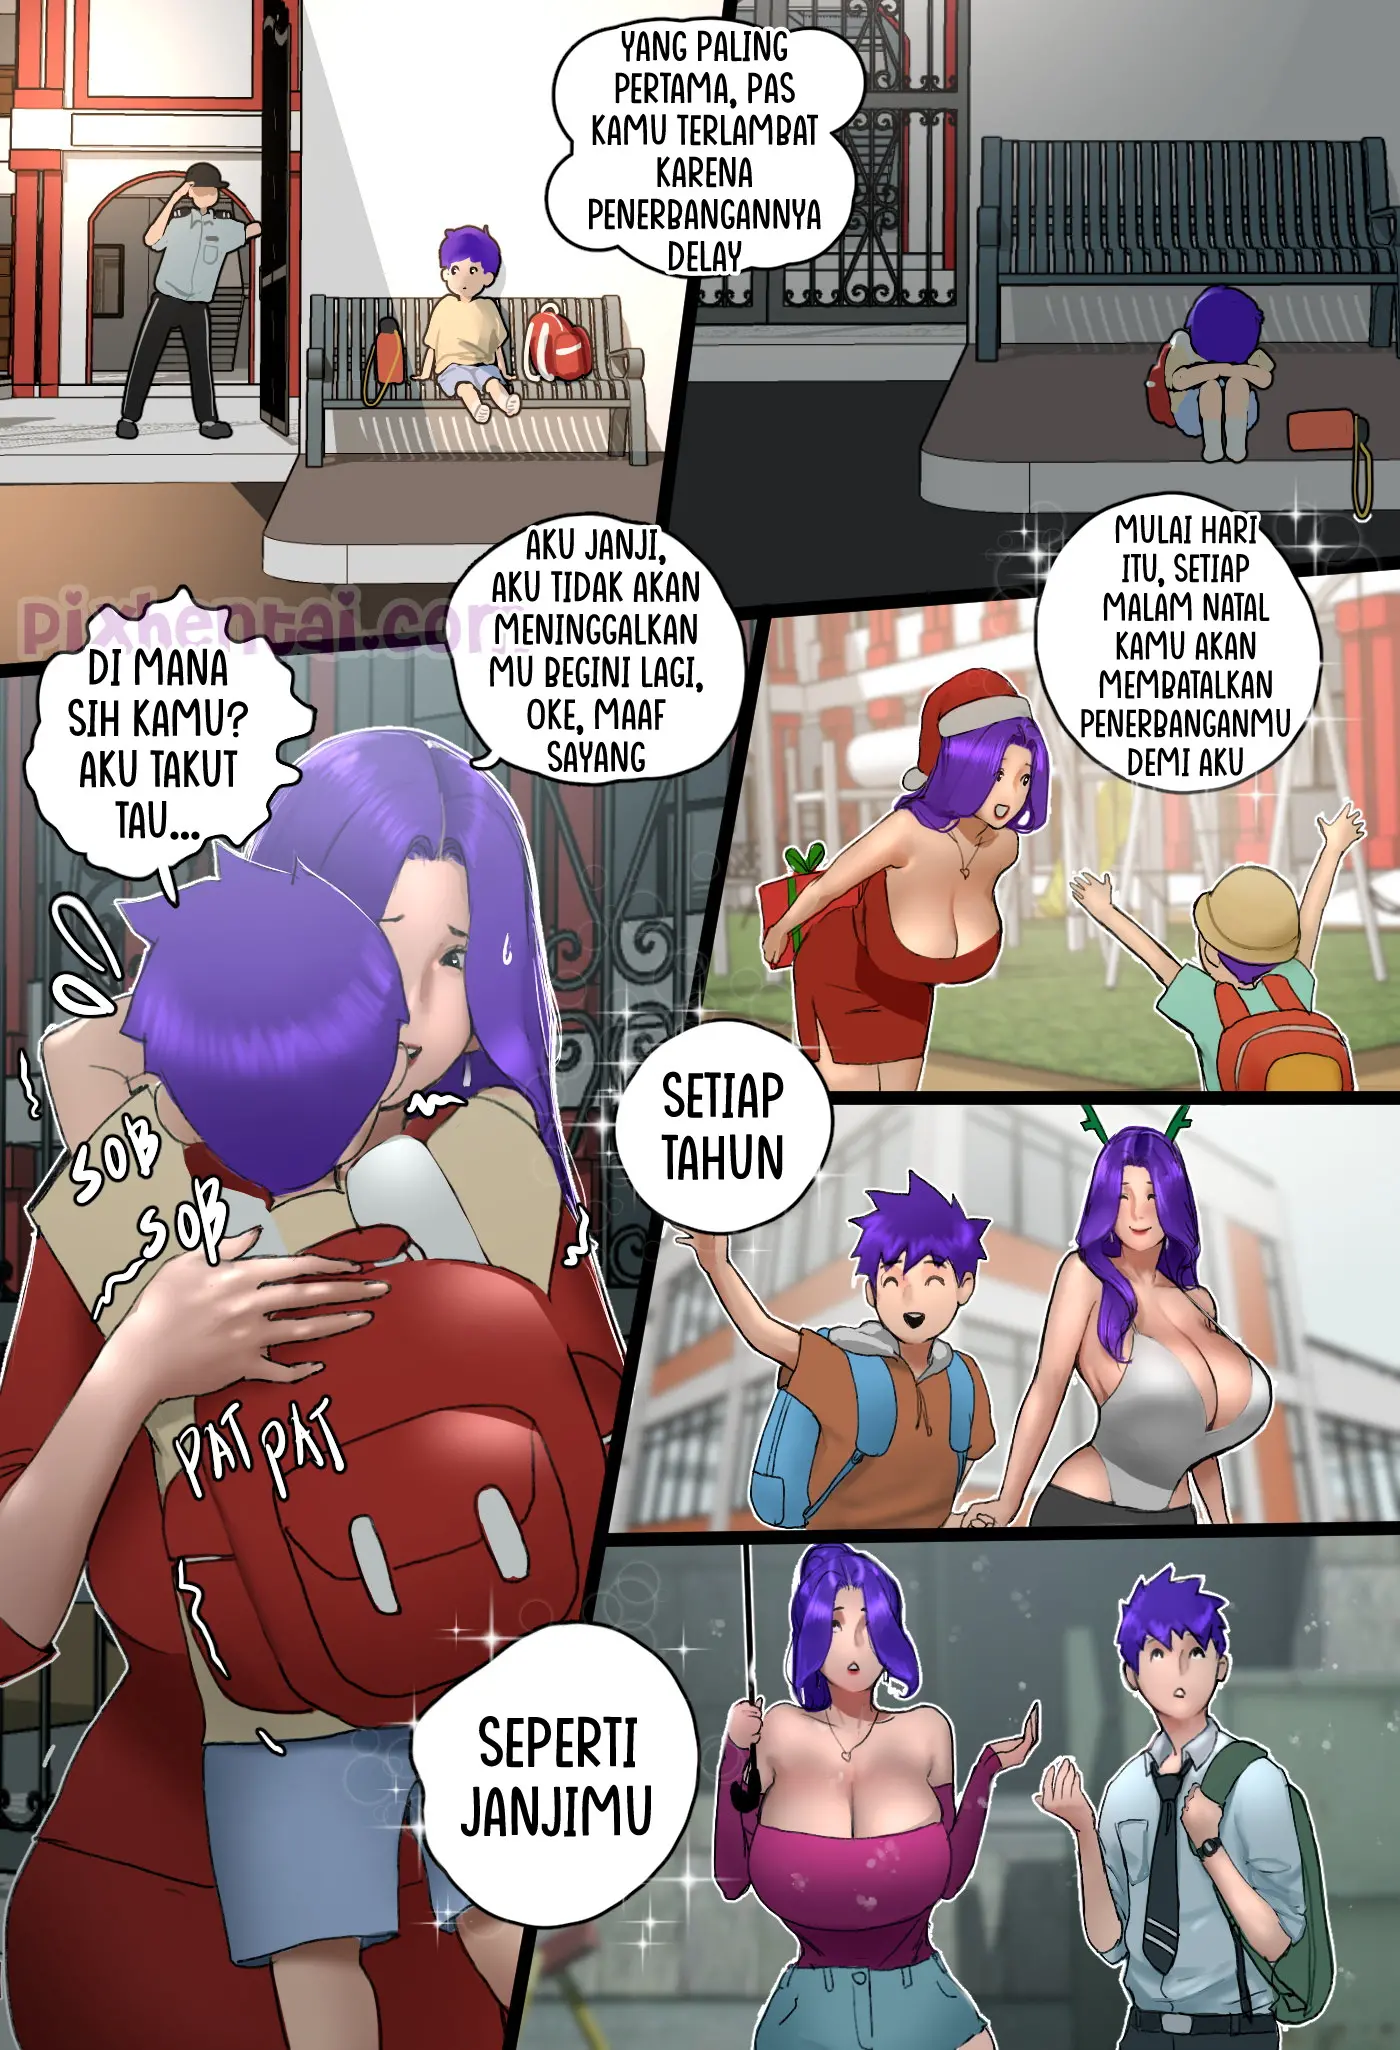 YANG PALING
PERTAMA, PAS
KAMU TERLAMBAT
KARENA
PENERBANGANNYA
DELAY
AKU JANJI,
AKU TIDAK AKAN
MENINGGALKAN
MU BEGINI LAGI,
OKE, MAAF
SAYANG
MULAI HARI
ITU, SETIAP
MALAM NATAL
KAMU AKAN
MEMBATALKAN
PENERBANGANMU
DEMI AKU
pixhentai.com
DI MANA
SIH KAMU?
AKU TAKUT
TAU...
SETIAP
TAHUN
SOB
SOB
PAT PAT
SEPERTI
JANJIMU